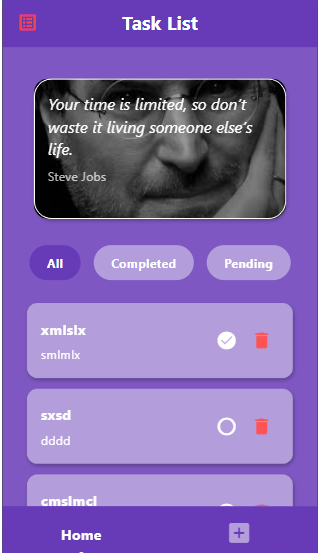 Task List
Your time is limited, so don't
waste it living someone else's
life.
Steve Jobs
All
Completed
Pending
xmlslx
smlmlx
sxsd
dddd
cmslmcl
Home